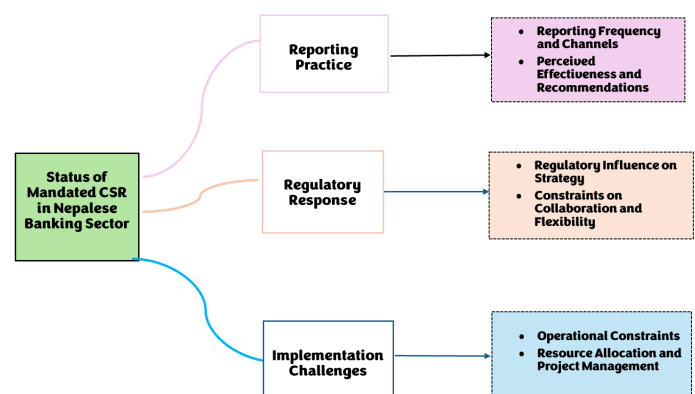 Status of
Mandated CSR
in Nepalese
Banking Sector
Reporting
Practice
• Reporting Frequency
and Channels
• Perceived
Effectiveness and
Recommendations
Regulatory
Response
• Regulatory Influence on
Strategy
• Constraints on
Collaboration and
Flexibility
Implementation
Challenges
• Operational Constraints
• Resource Allocation and
Project Management